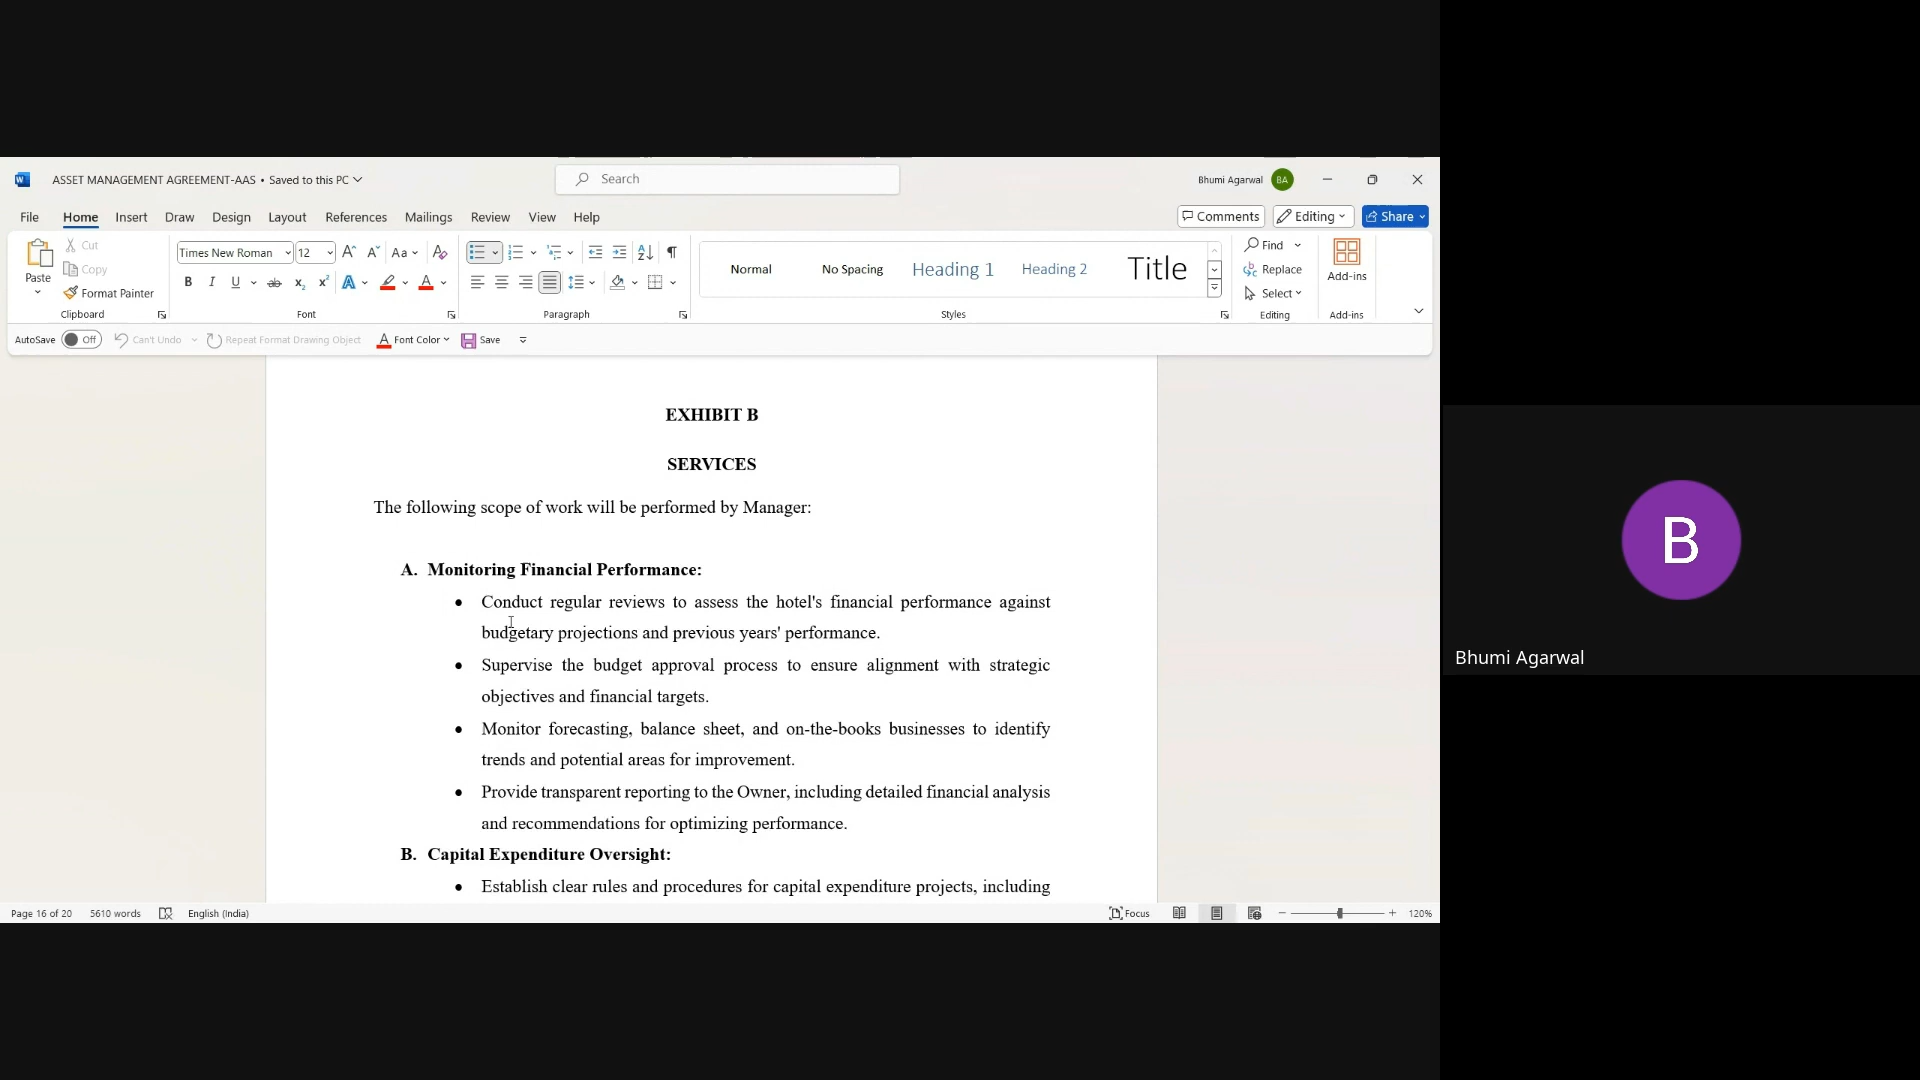 ASSET MANAGEMENT AGREEMENT-AAS • Saved to this PC
Search
Bhumi Agarwal BA
File Home Insert Draw Design Layout References Mailings Review View Help
Comments Editing Share
Paste
Cut
Copy
Format Painter
Clipboard
Times New Roman 12
Font
Paragraph
Normal No Spacing Heading 1 Heading 2 Title
Styles
Find
Replace
Select
Editing
Add-ins
Add-ins
AutoSave Off Can't Undo Repeat Format Drawing Object Font Color Save
EXHIBIT B
SERVICES
The following scope of work will be performed by Manager:
A. Monitoring Financial Performance:
• Conduct regular reviews to assess the hotel's financial performance against
budgetary projections and previous years' performance.
• Supervise the budget approval process to ensure alignment with strategic
objectives and financial targets.
• Monitor forecasting, balance sheet, and on-the-books businesses to identify
trends and potential areas for improvement.
• Provide transparent reporting to the Owner, including detailed financial analysis
and recommendations for optimizing performance.
B. Capital Expenditure Oversight:
• Establish clear rules and procedures for capital expenditure projects, including
Page 16 of 20 5610 words English (India) Focus 120%
B
Bhumi Agarwal